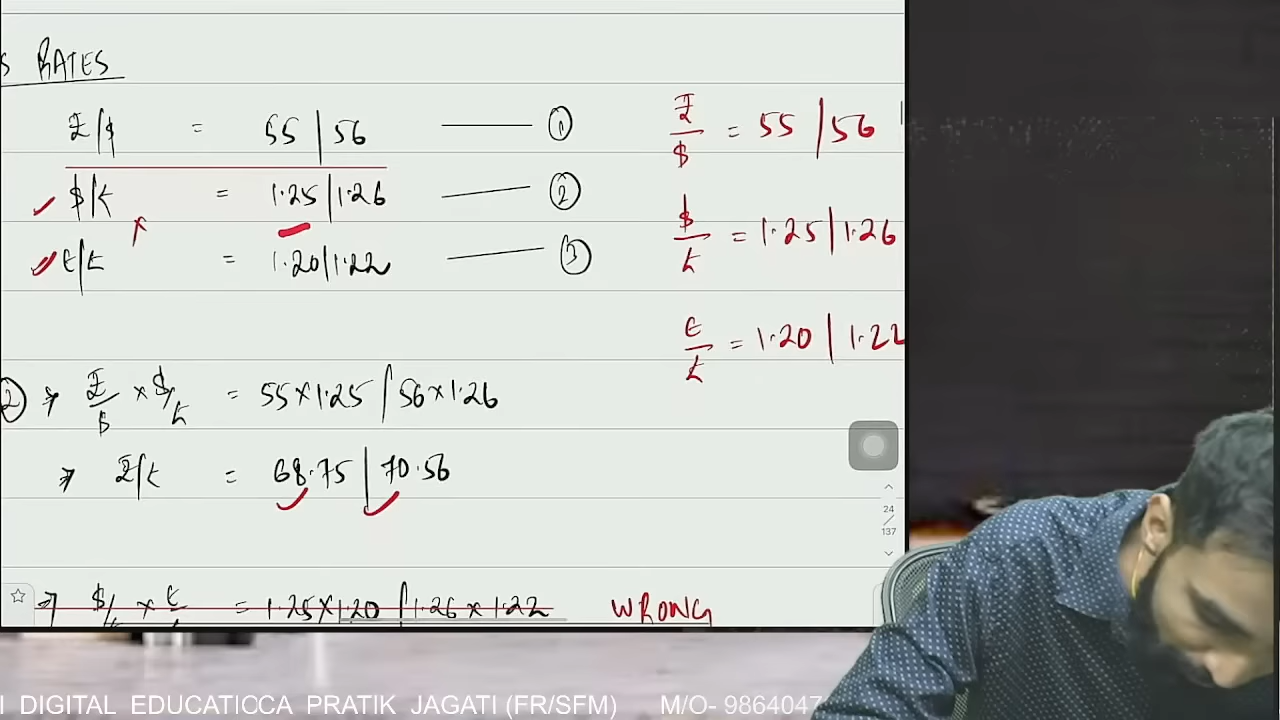 S RATES
₹/$ = 55 | 56 —— ①
$/£ = 1.25 | 1.26 —— ②
€/£ = 1.20 | 1.22 —— ③
₹/$ = 55 | 56
$/£ = 1.25 | 1.26
€/£ = 1.20 | 1.22
② ⇒ ₹/$ × $/£ = 55×1.25 | 56×1.26
⇒ ₹/£ = 68.75 | 70.56
24
/
137
⇒ $/£ × €/£ = 1.25×1.20 | 1.26×1.22 WRONG
I DIGITAL EDUCATICCA PRATIK JAGATI (FR/SFM) M/O- 9864047